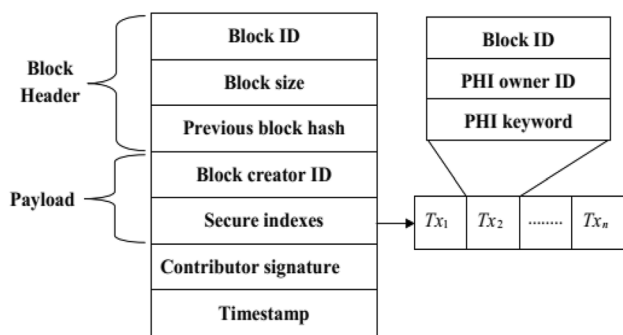 Block
Header
Payload
Block ID
Block size
Previous block hash
Block creator ID
Secure indexes
Contributor signature
Timestamp
Block ID
PHI owner ID
PHI keyword
Tx₁ Tx₂ ........ Txₙ